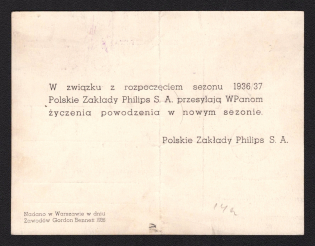 W związku z rozpoczęciem sezonu 1936/37
Polskie Zakłady Philips S. A. przesyłają WPanom
życzenia powodzenia w nowym sezonie.
Polskie Zakłady Philips S. A.
Nadano w Warszawie w dniu
Zawodów Gordon Bennett 1936